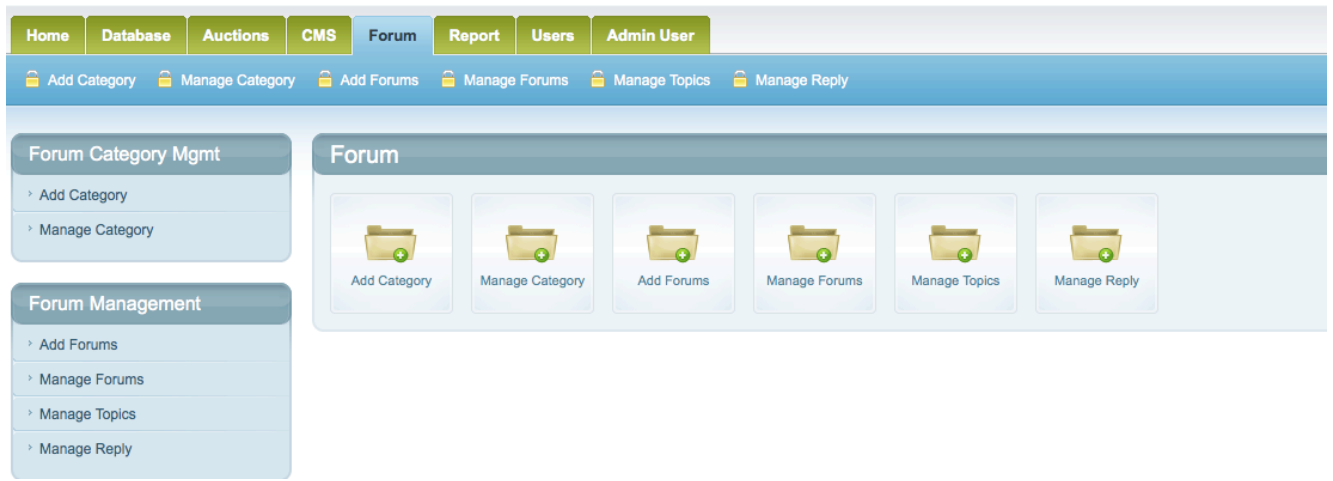 Home Database Auctions CMS Forum Report Users Admin User
Add Category Manage Category Add Forums Manage Forums Manage Topics Manage Reply
Forum Category Mgmt
Add Category
Manage Category
Forum Management
Add Forums
Manage Forums
Manage Topics
Manage Reply
Forum
Add Category Manage Category Add Forums Manage Forums Manage Topics Manage Reply